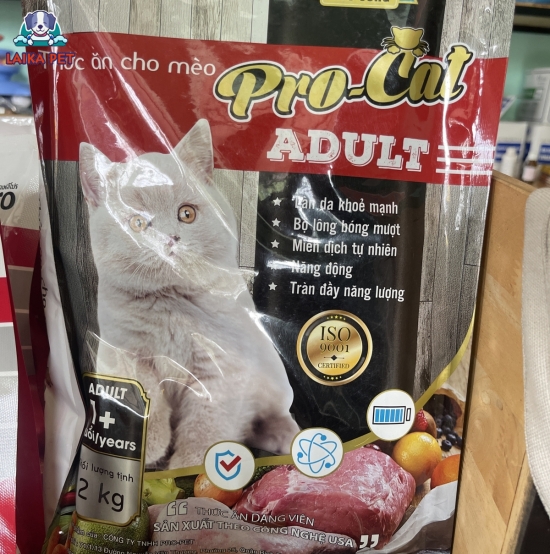 LAIKA PET
ức ăn cho mèo
Pro-Cat
ADULT
Làn da khoẻ mạnh
Bộ lông bóng mượt
Miễn dịch tự nhiên
Năng động
Tràn đầy năng lượng
ISO
9001
CERTIFIED
ADULT
1+
uổi/years
lượng tịnh
2 kg
“ THỨC ĂN DẠNG VIÊN
SẢN XUẤT THEO CÔNG NGHỆ USA ”
CÔNG TY TNHH PRO-PET